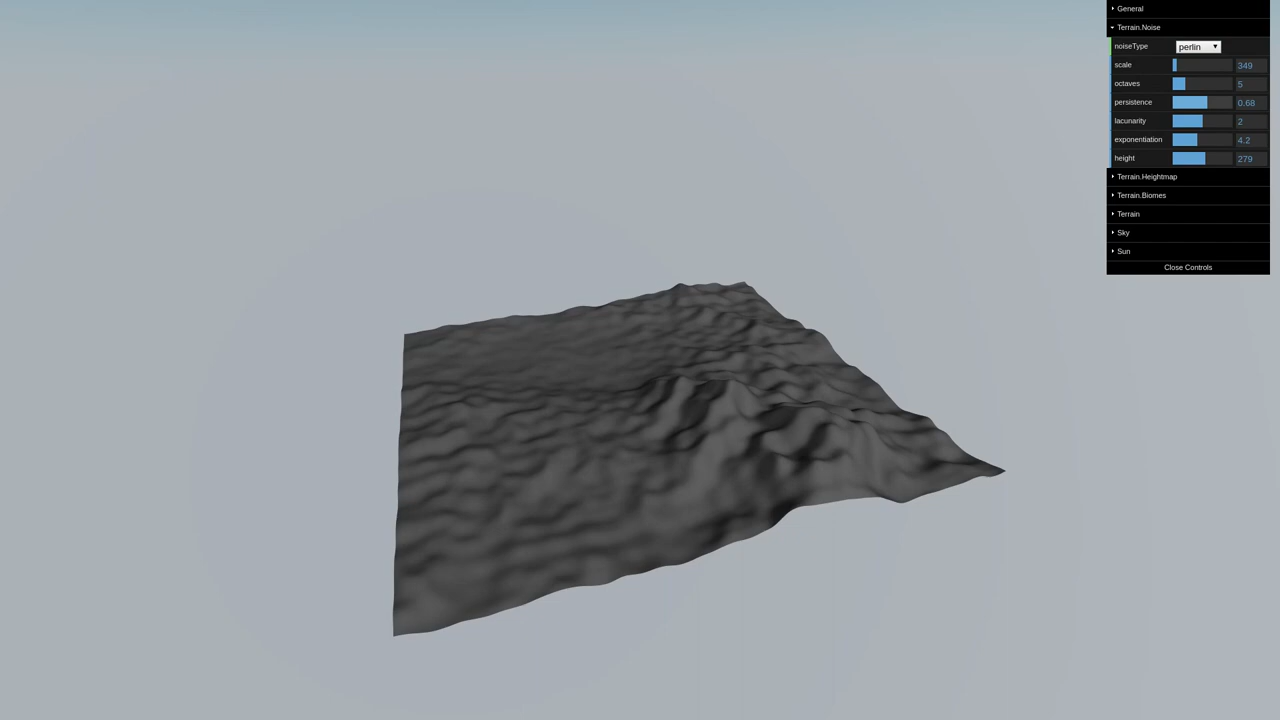 General
Terrain.Noise
noiseType perlin
scale 349
octaves 5
persistence 0.68
lacunarity 2
exponentiation 4.2
height 279
Terrain.Heightmap
Terrain.Biomes
Terrain
Sky
Sun
Close Controls